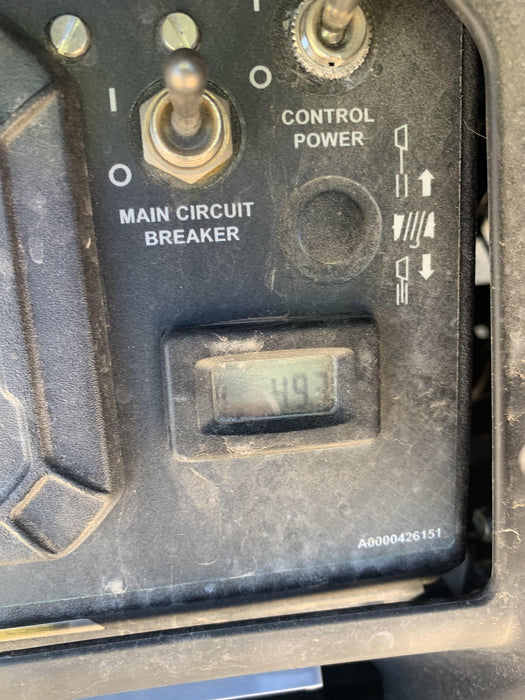 I
I
O
O
CONTROL
POWER
MAIN CIRCUIT
BREAKER
493
A0000426151